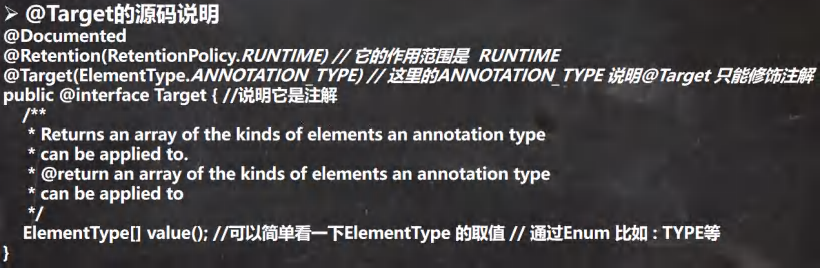 ➢ @Target的源码说明
@Documented
@Retention(RetentionPolicy.RUNTIME) // 它的作用范围是 RUNTIME
@Target(ElementType.ANNOTATION_TYPE) // 这里的ANNOTATION_TYPE 说明@Target 只能修饰注解
public @interface Target { //说明它是注解
/**
* Returns an array of the kinds of elements an annotation type
* can be applied to.
* @return an array of the kinds of elements an annotation type
* can be applied to
*/
ElementType[] value(); //可以简单看一下ElementType 的取值 // 通过Enum 比如 : TYPE等
}